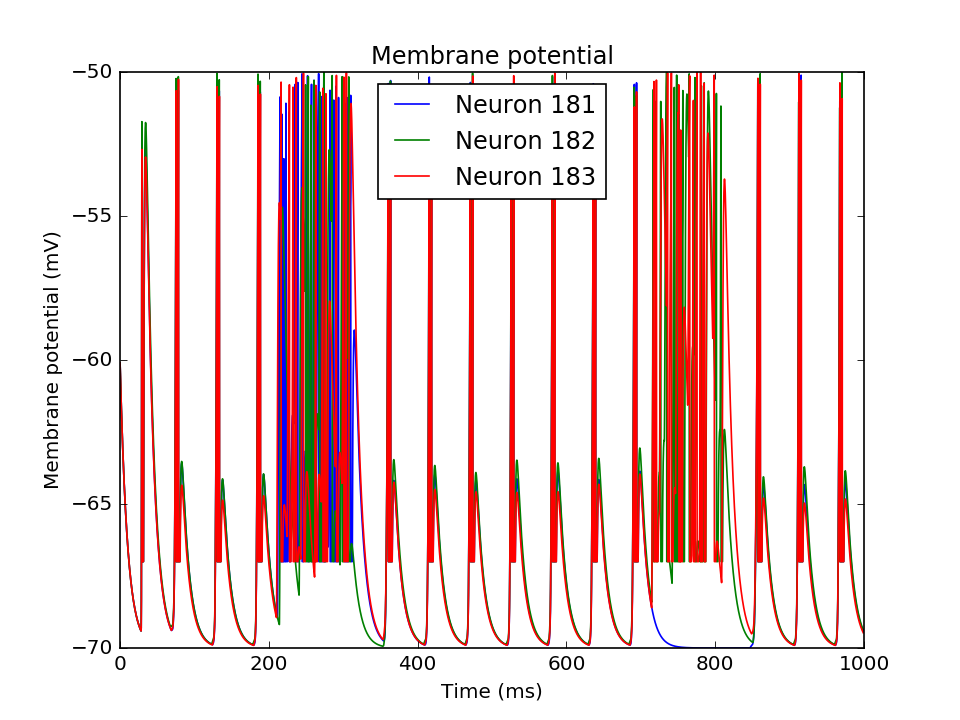 Membrane potential
−50
−55
−60
−65
−70
Membrane potential (mV)
Neuron 181
Neuron 182
Neuron 183
0
200
400
600
800
1000
Time (ms)